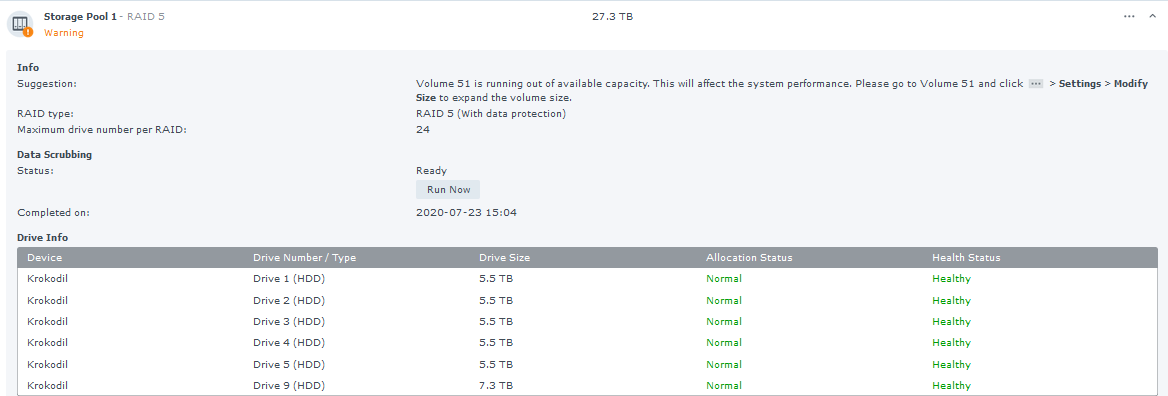 Storage Pool 1 - RAID 5 27.3 TB
Warning
Info
Suggestion: Volume 51 is running out of available capacity. This will affect the system performance. Please go to Volume 51 and click ··· > Settings > Modify
Size to expand the volume size.
RAID type: RAID 5 (With data protection)
Maximum drive number per RAID: 24
Data Scrubbing
Status: Ready
Run Now
Completed on: 2020-07-23 15:04
Drive Info
Device Drive Number / Type Drive Size Allocation Status Health Status
Krokodil Drive 1 (HDD) 5.5 TB Normal Healthy
Krokodil Drive 2 (HDD) 5.5 TB Normal Healthy
Krokodil Drive 3 (HDD) 5.5 TB Normal Healthy
Krokodil Drive 4 (HDD) 5.5 TB Normal Healthy
Krokodil Drive 5 (HDD) 5.5 TB Normal Healthy
Krokodil Drive 9 (HDD) 7.3 TB Normal Healthy